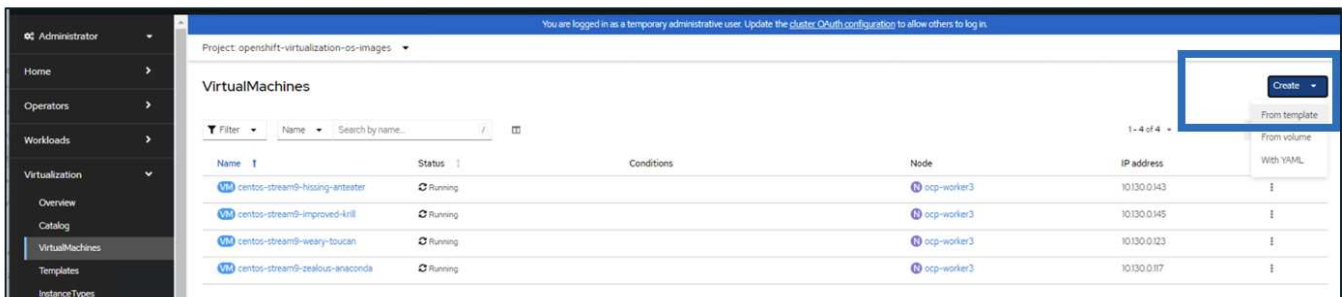 You are logged in as a temporary administrative user. Update the cluster OAuth configuration to allow others to log in.
Administrator
Home
Operators
Workloads
Virtualization
Overview
Catalog
VirtualMachines
Templates
InstanceTypes
Project: openshift-virtualization-os-images
VirtualMachines
Create
From template
From volume
With YAML
Filter Name Search by name... /
1 - 4 of 4
Name Status Conditions Node IP address
VM centos-stream9-hissing-anteater Running N ocp-worker3 10.130.0.143
VM centos-stream9-improved-krill Running N ocp-worker3 10.130.0.145
VM centos-stream9-weary-toucan Running N ocp-worker3 10.130.0.123
VM centos-stream9-zealous-anaconda Running N ocp-worker3 10.130.0.117